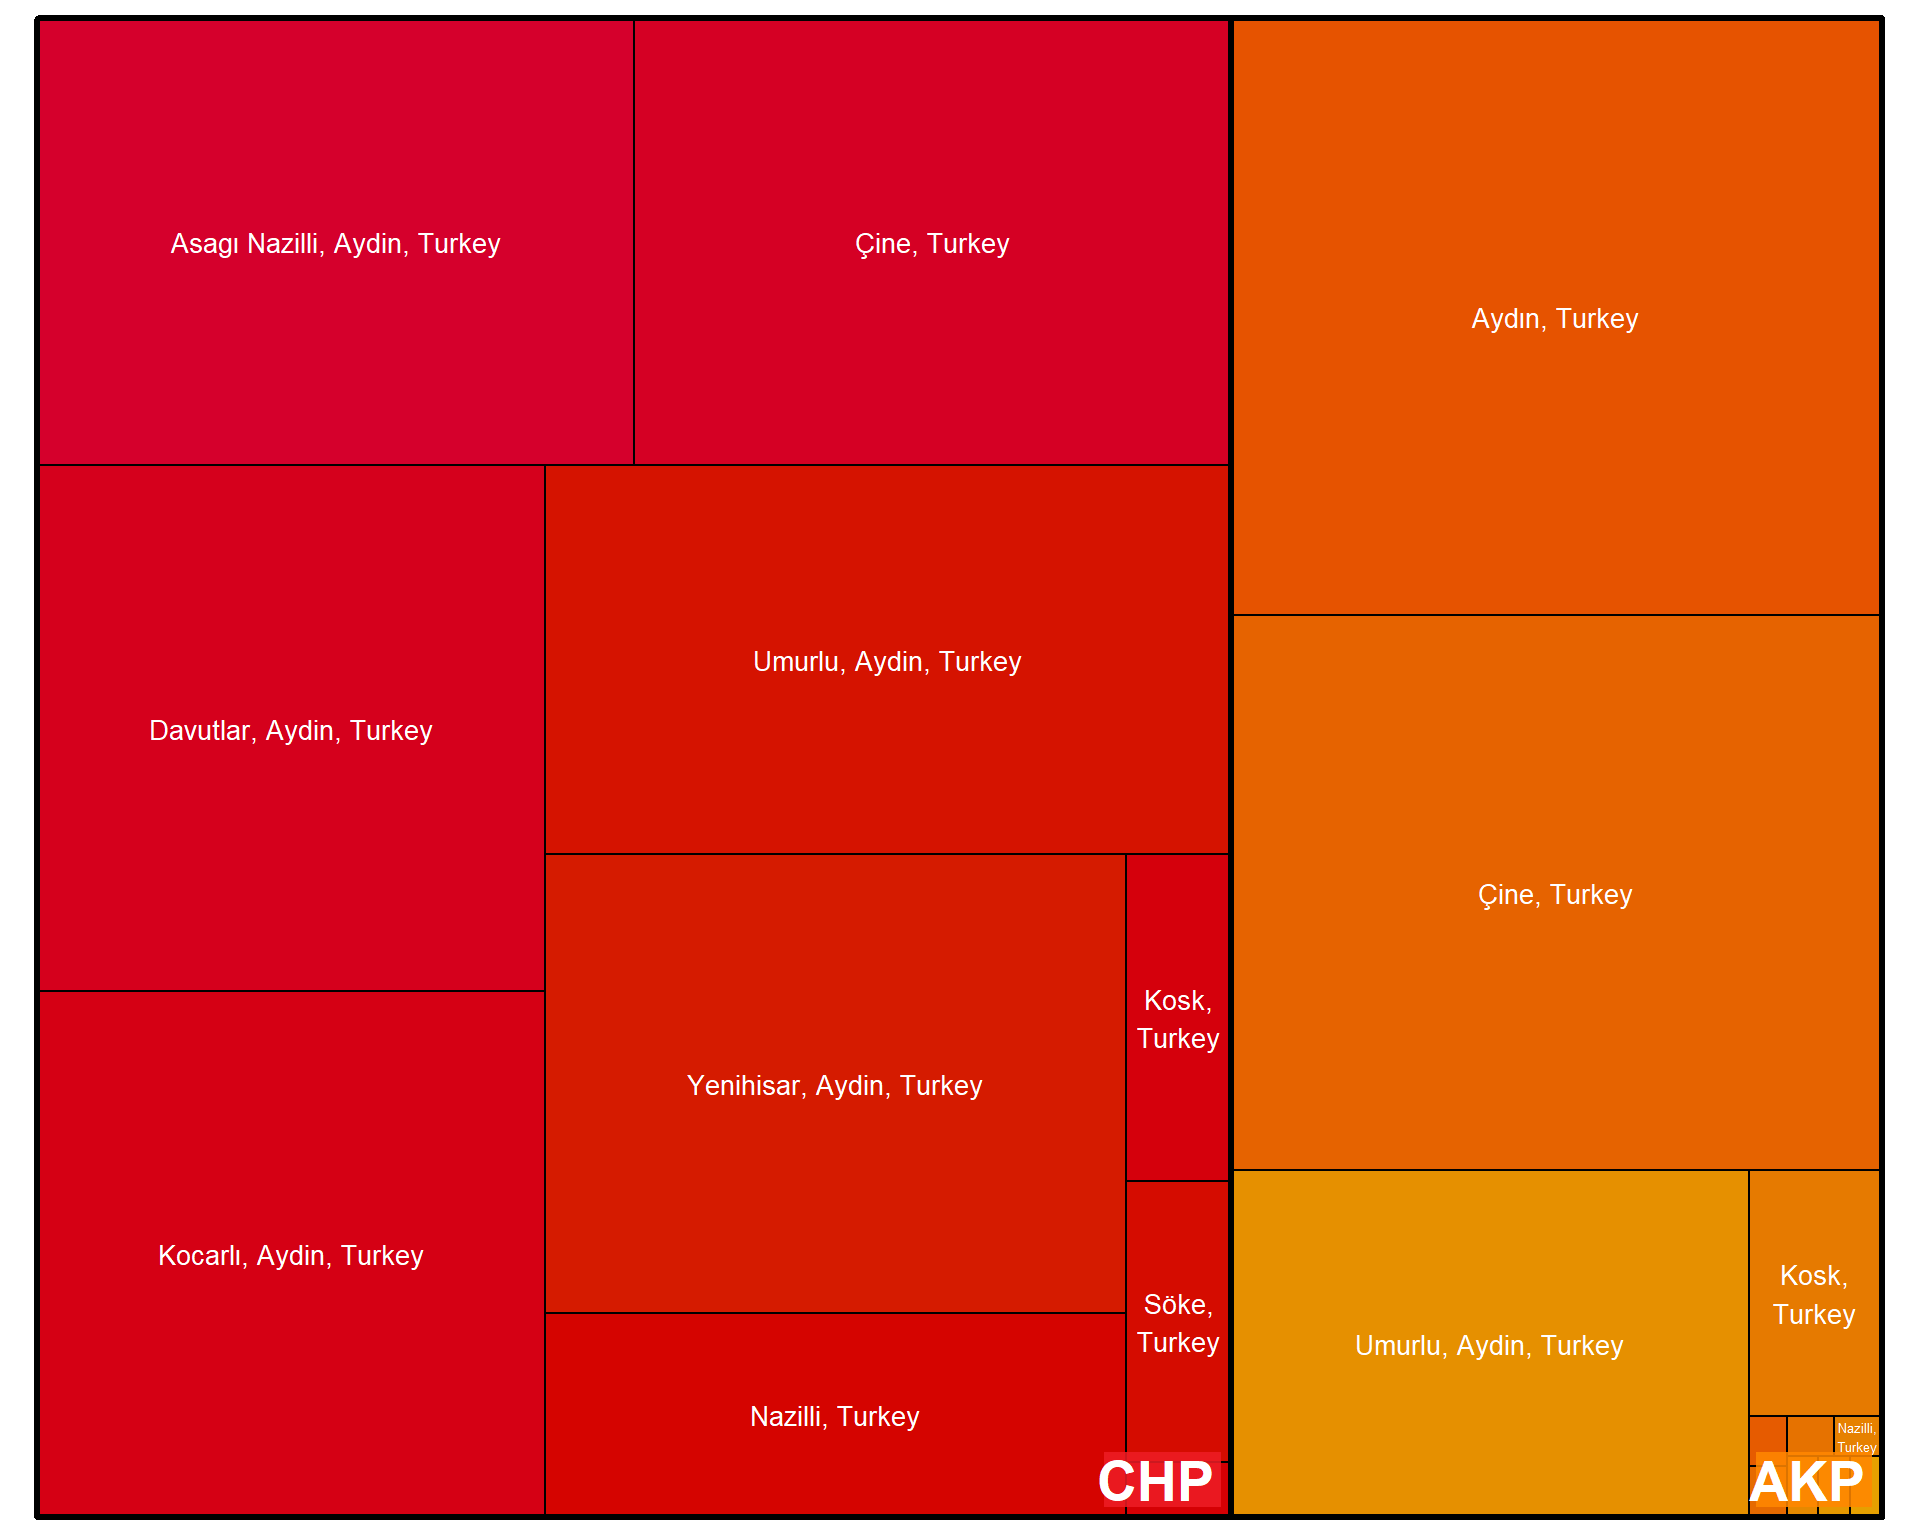 Asagı Nazilli, Aydin, Turkey
Çine, Turkey
Aydın, Turkey
Umurlu, Aydin, Turkey
Davutlar, Aydin, Turkey
Çine, Turkey
Kosk,
Turkey
Yenihisar, Aydin, Turkey
Kocarlı, Aydin, Turkey
Söke,
Turkey
Kosk,
Turkey
Umurlu, Aydin, Turkey
Nazilli, Turkey
Nazilli,
Turkey
CHP
AKP